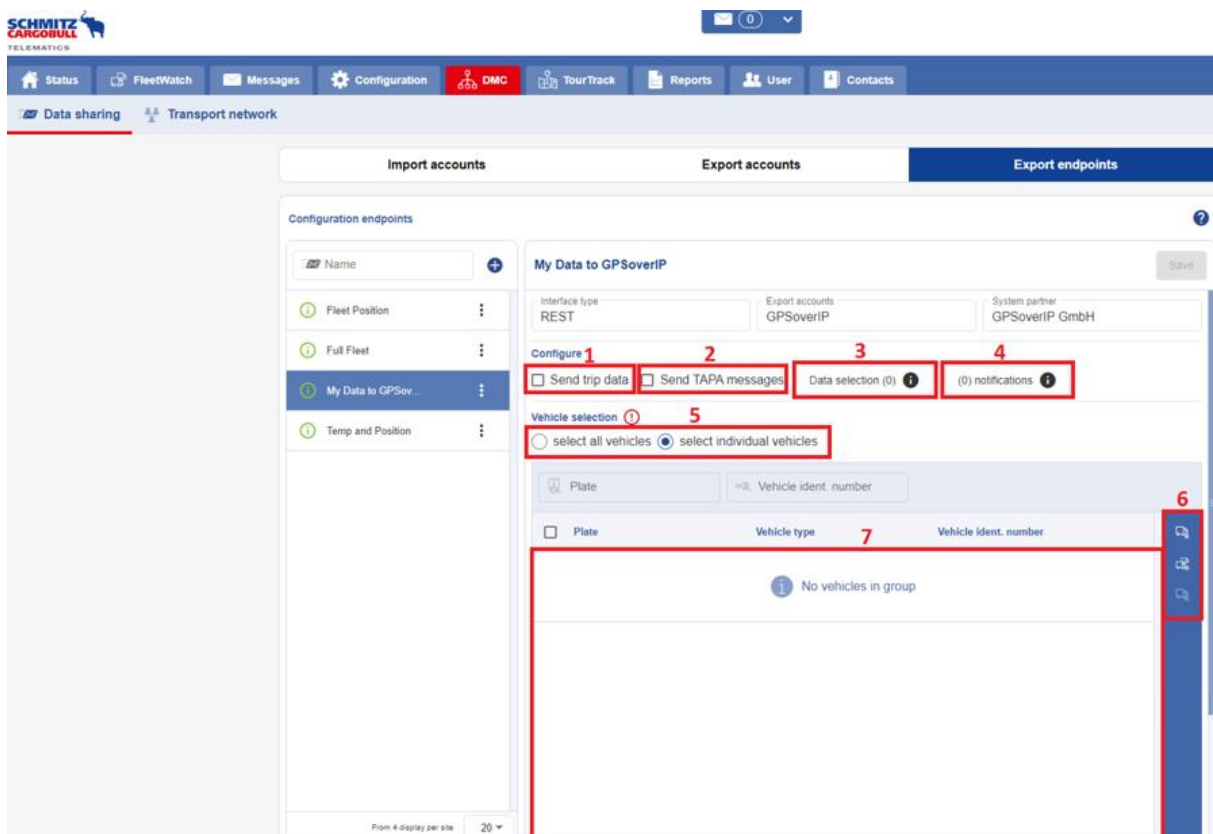 SCHMITZ
CARGOBULL
TELEMATICS
(0)
Status FleetWatch Messages Configuration DMC TourTrack Reports User Contacts
Data sharing Transport network
Import accounts Export accounts Export endpoints
Configuration endpoints
Name
My Data to GPSoverIP Save
Interface type Export accounts System partner
REST GPSoverIP GPSoverIP GmbH
Fleet Position
Full Fleet
My Data to GPSov...
Temp and Position
Configure 1 2 3 4
Send trip data Send TAPA messages Data selection (0) (0) notifications
Vehicle selection 5
select all vehicles select individual vehicles
Plate Vehicle ident. number
6
Plate Vehicle type 7 Vehicle ident. number
No vehicles in group
From 4 display per site 20